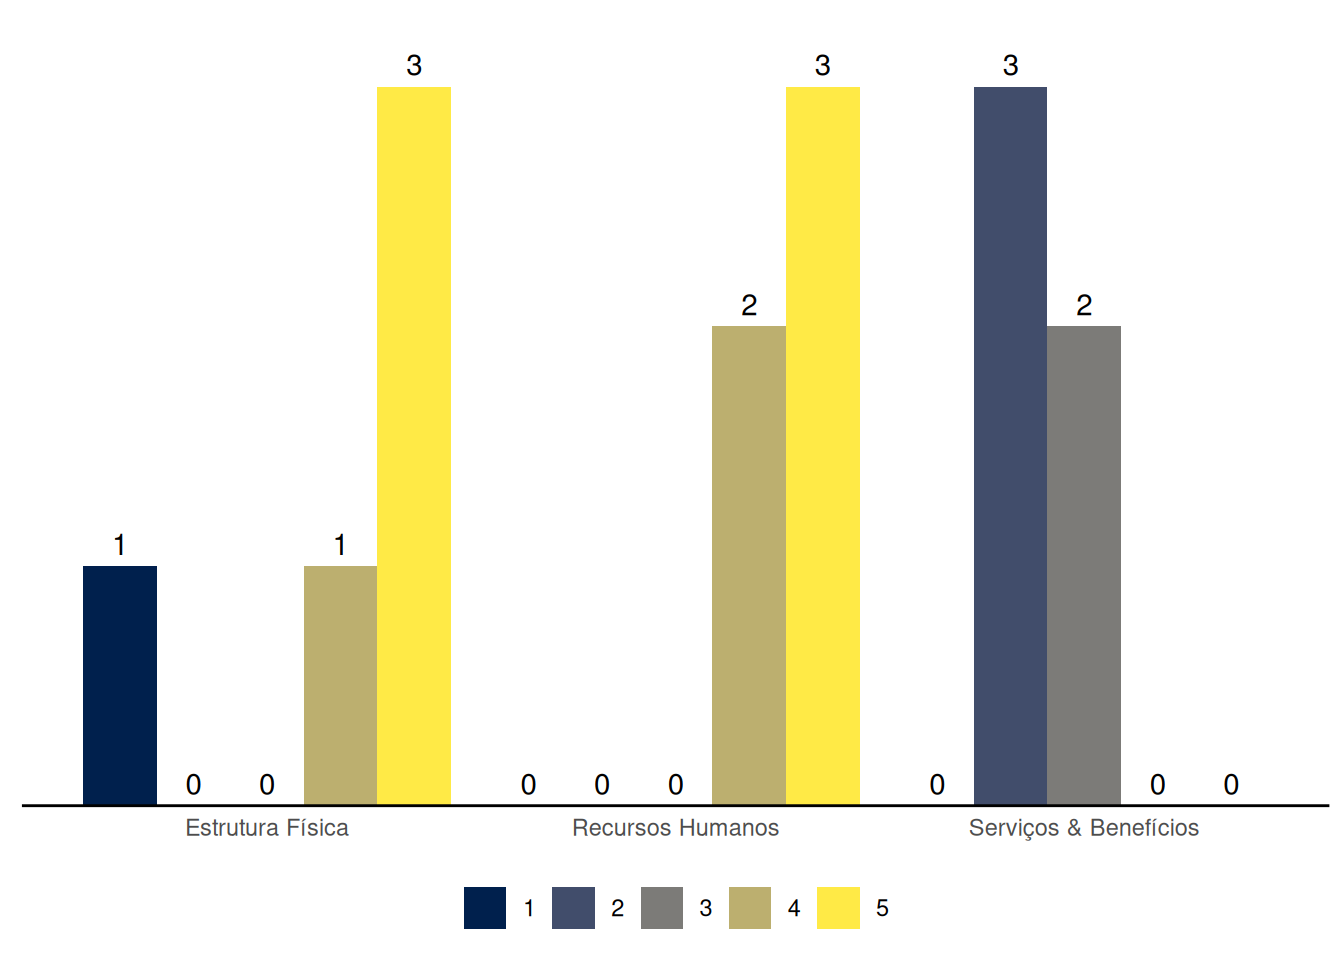 3 3 3
2 2
1 1
0 0 0 0 0 0 0 0
Estrutura Física Recursos Humanos Serviços & Benefícios
1 2 3 4 5